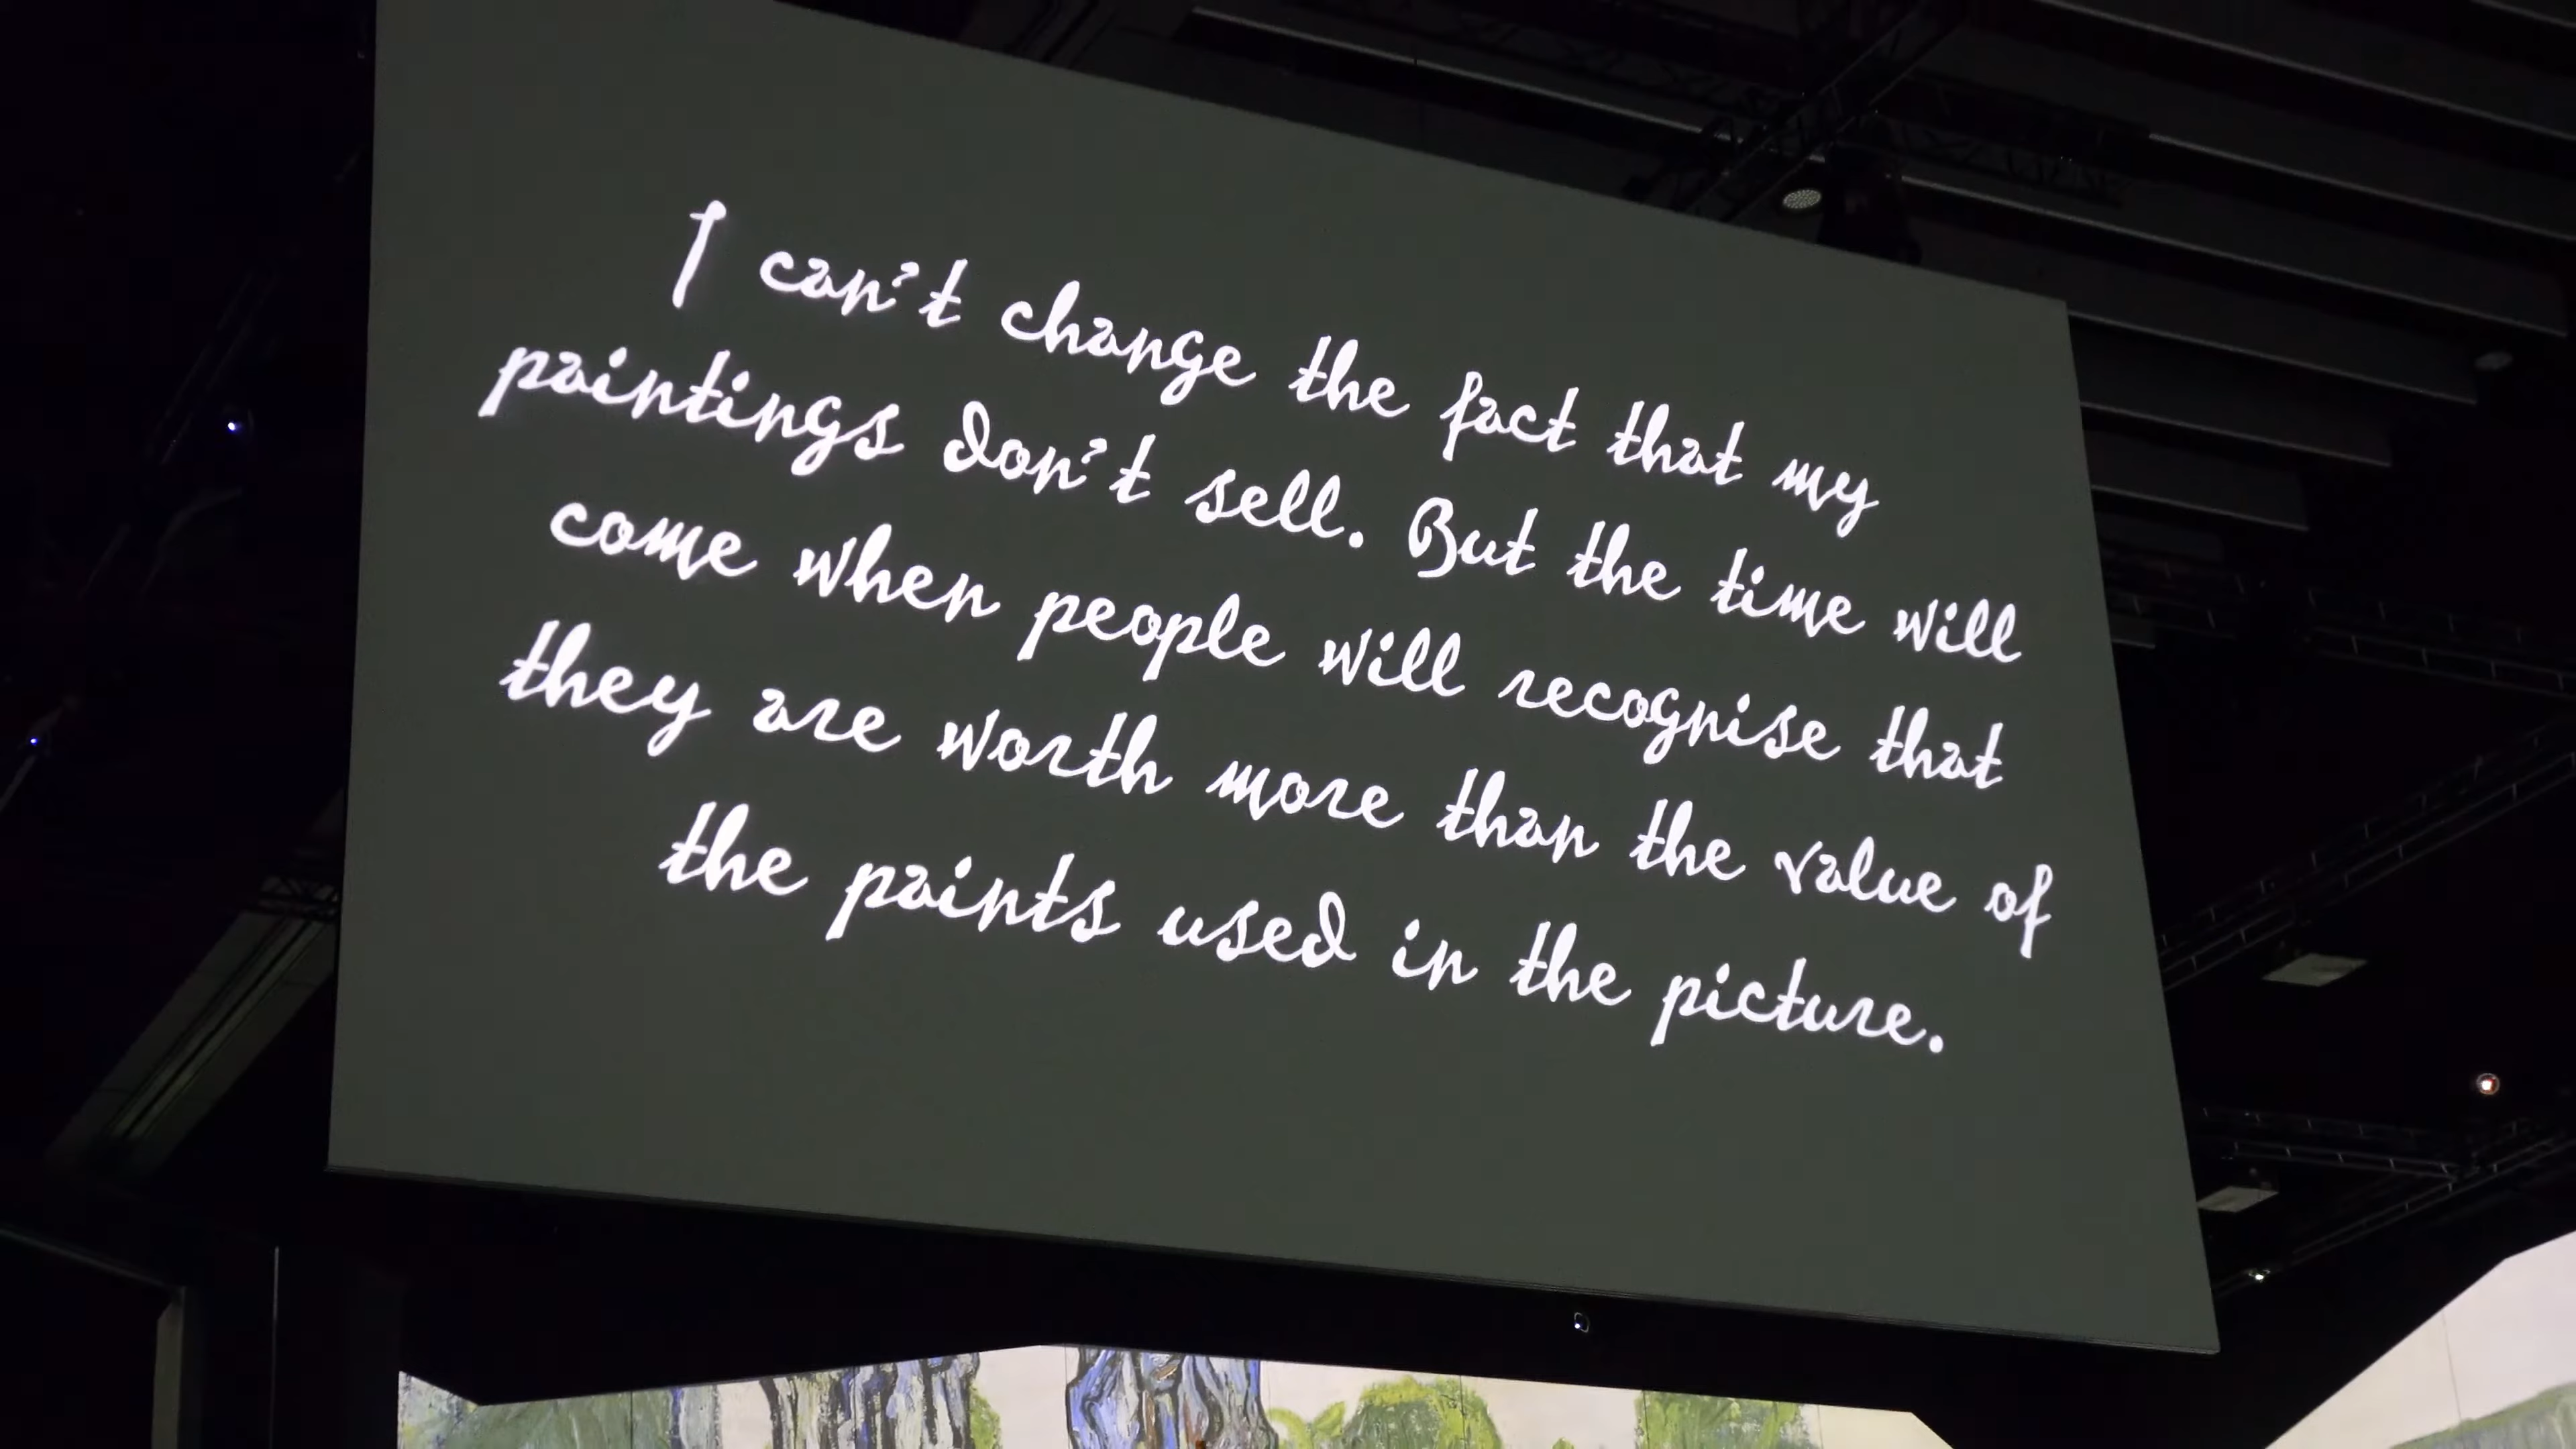 I can't change the fact that my
paintings don't sell. But the time will
come when people will recognise that
they are worth more than the value of
the paints used in the picture.